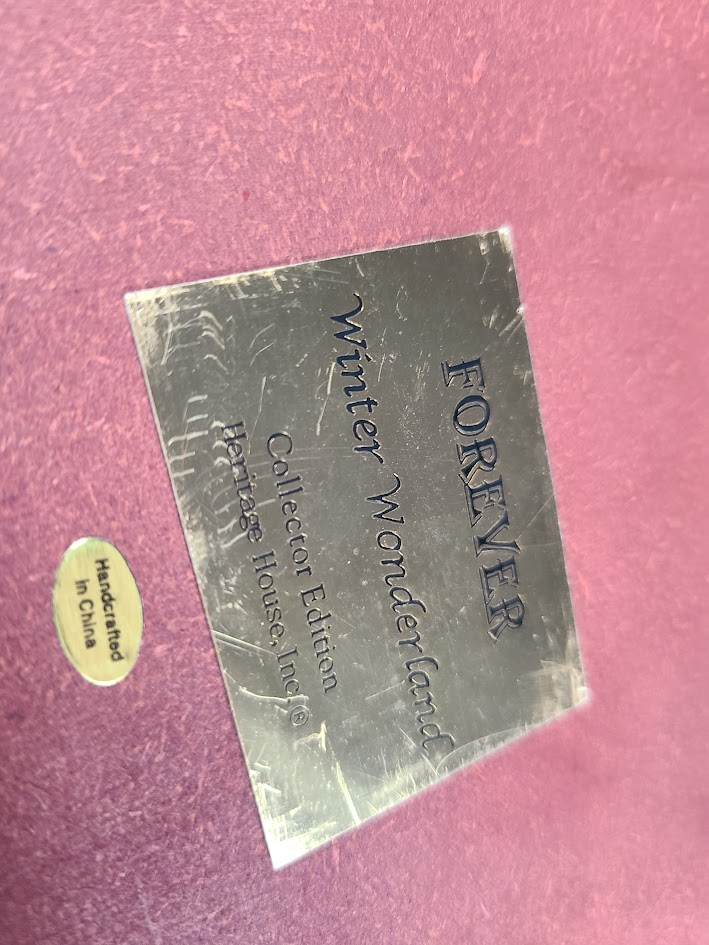 FOREVER
Winter Wonderland
Collector Edition
Heritage House, Inc.®
Handcrafted
in China